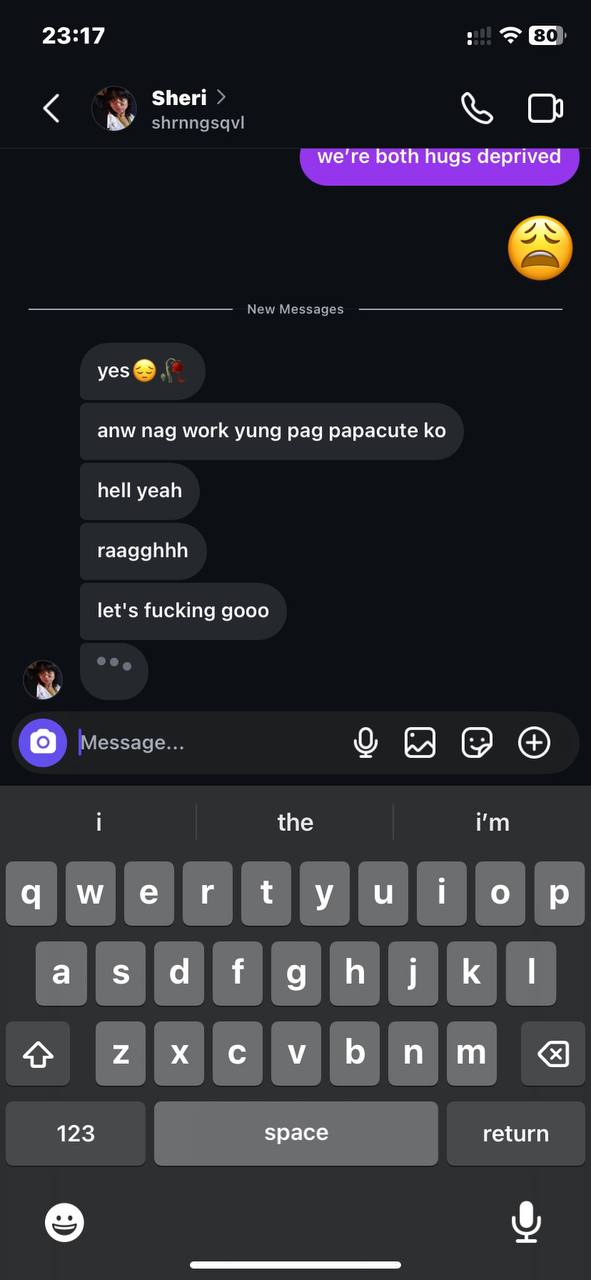 23:17
80
Sheri
shrnngsqvl
we're both hugs deprived
😩
New Messages
yes😔🥀
anw nag work yung pag papacute ko
hell yeah
raagghhh
let's fucking gooo
Message...
i the i'm
q w e r t y u i o p
a s d f g h j k l
z x c v b n m
123 space return